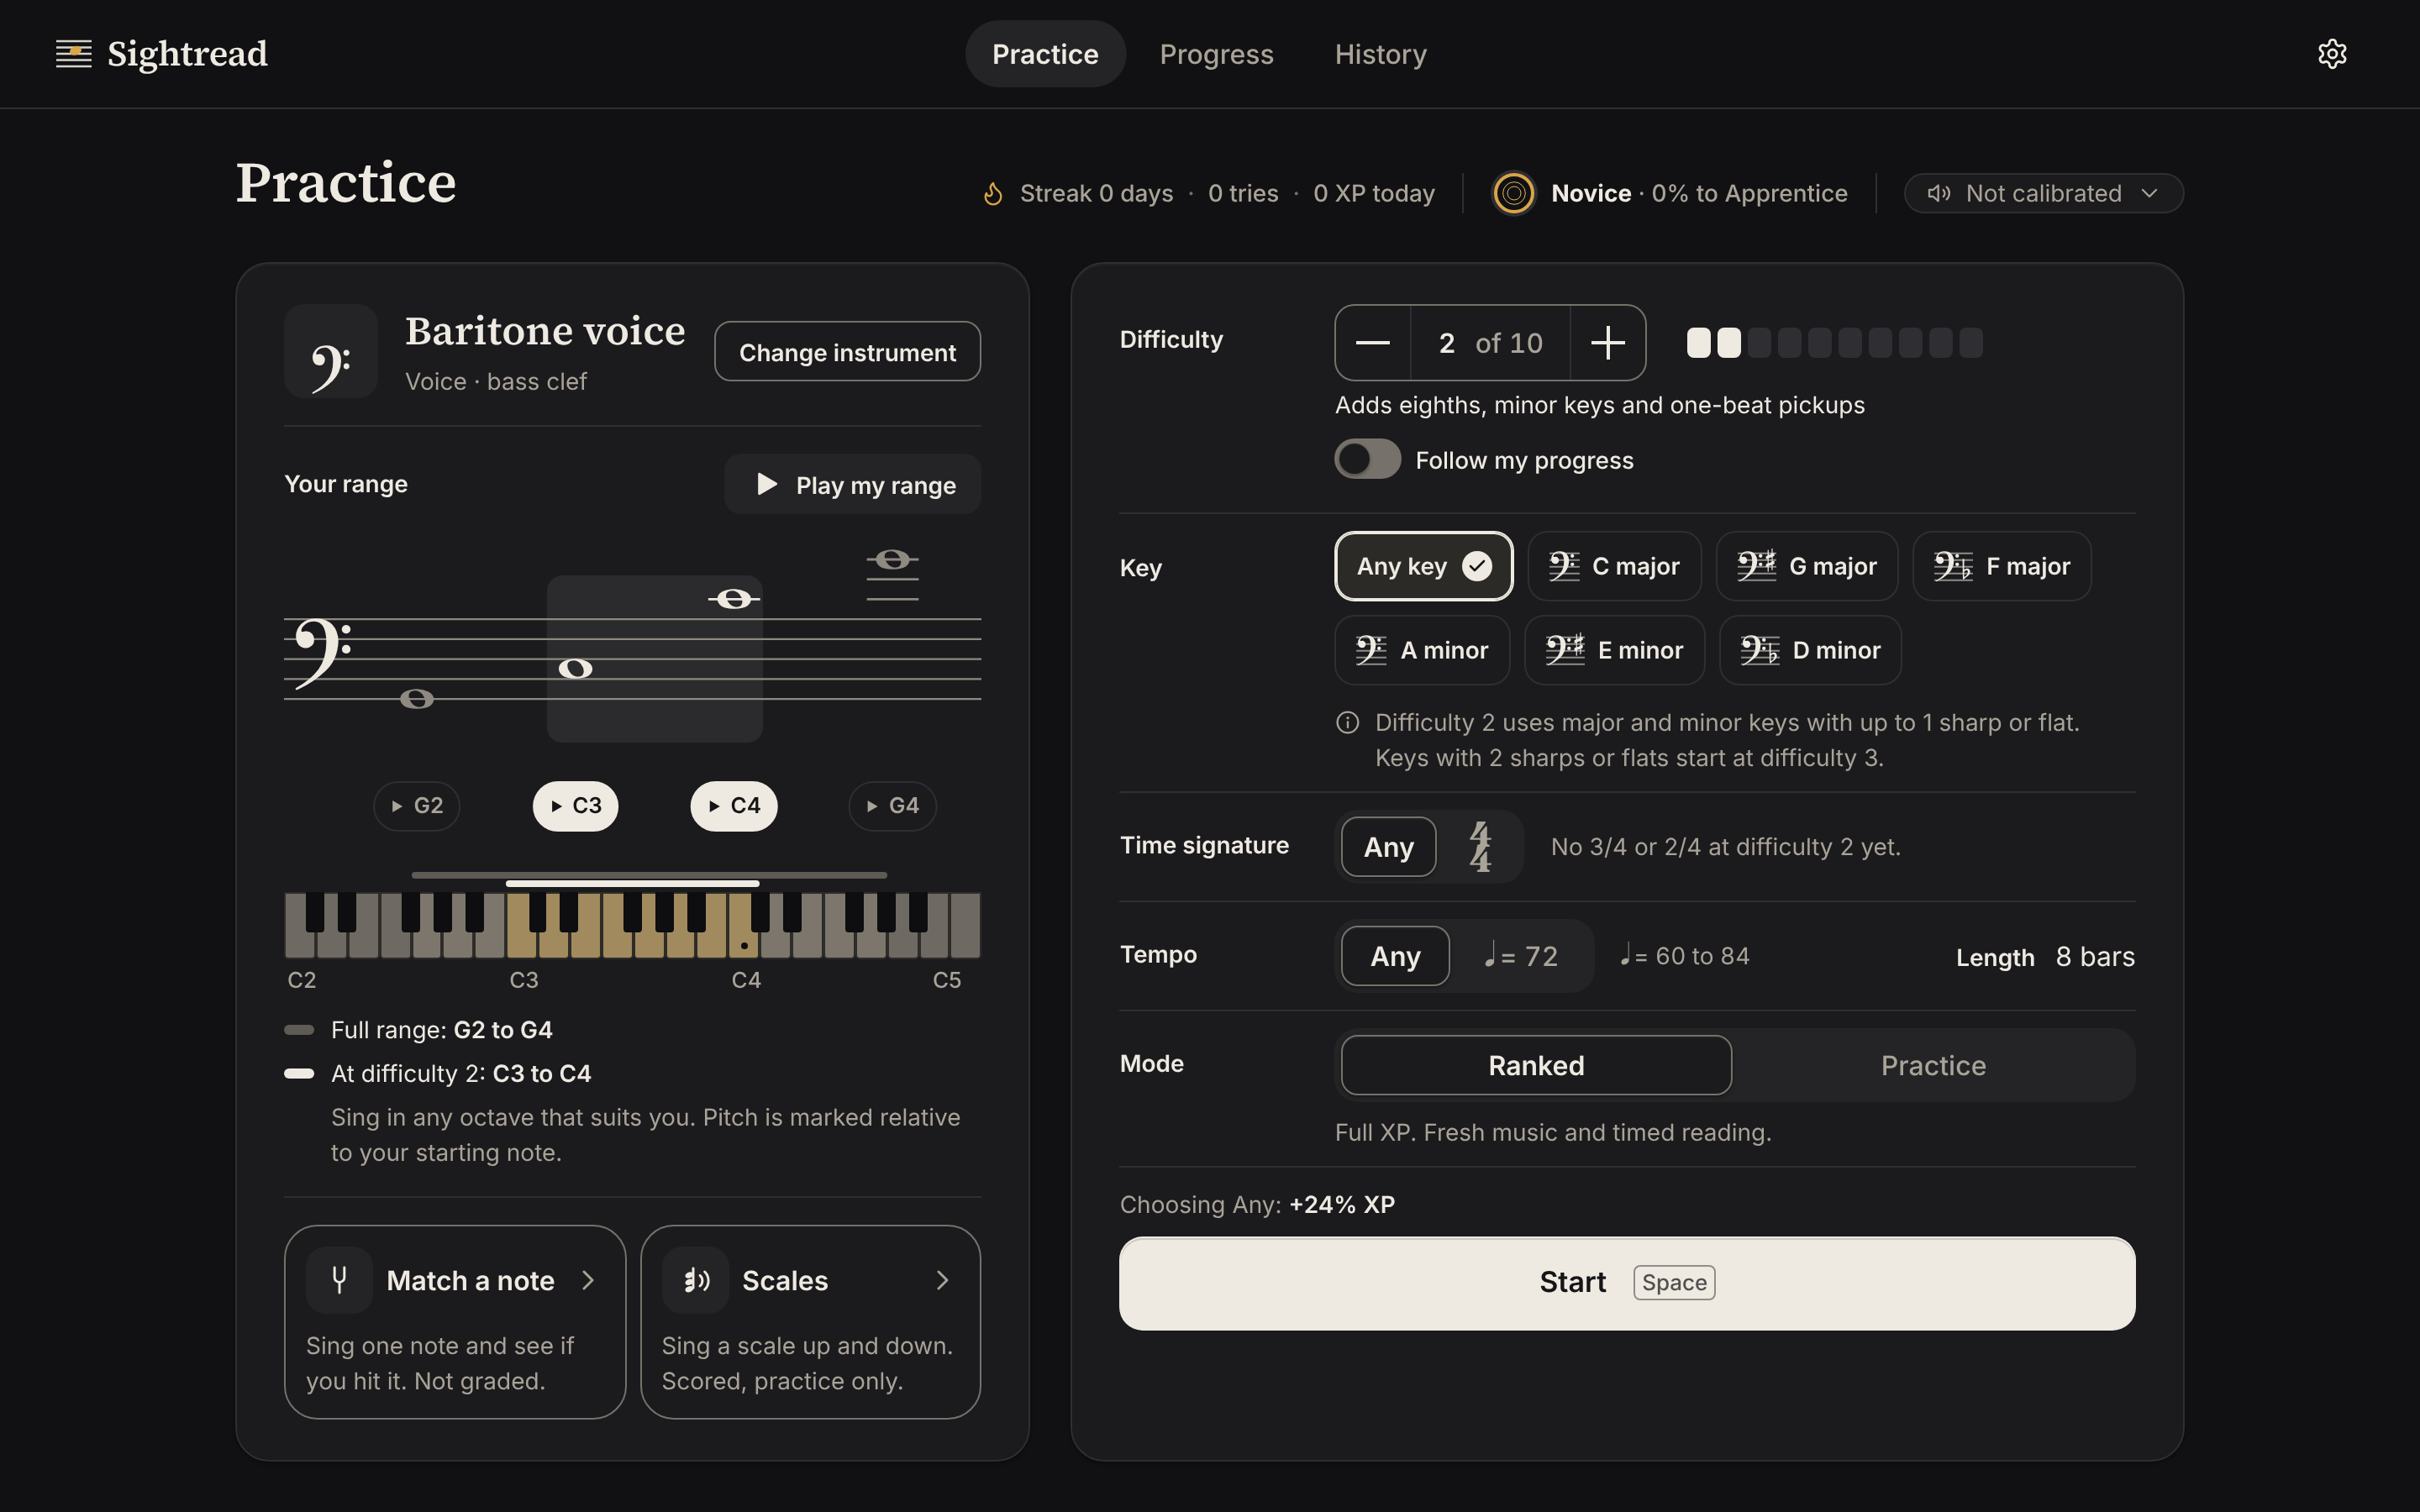 Sightread
Practice
Progress
History
Practice
Streak 0 days · 0 tries · 0 XP today
Novice · 0% to Apprentice
Not calibrated
Baritone voice
Voice · bass clef
Change instrument
Your range
Play my range
G2
C3
C4
G4
C2
C3
C4
C5
Full range: G2 to G4
At difficulty 2: C3 to C4
Sing in any octave that suits you. Pitch is marked relative
to your starting note.
Match a note
Sing one note and see if
you hit it. Not graded.
Scales
Sing a scale up and down.
Scored, practice only.
Difficulty
2 of 10
Adds eighths, minor keys and one-beat pickups
Follow my progress
Key
Any key
C major
G major
F major
A minor
E minor
D minor
Difficulty 2 uses major and minor keys with up to 1 sharp or flat.
Keys with 2 sharps or flats start at difficulty 3.
Time signature
Any
4
4
No 3/4 or 2/4 at difficulty 2 yet.
Tempo
Any
♩= 72
♩= 60 to 84
Length 8 bars
Mode
Ranked
Practice
Full XP. Fresh music and timed reading.
Choosing Any: +24% XP
Start Space